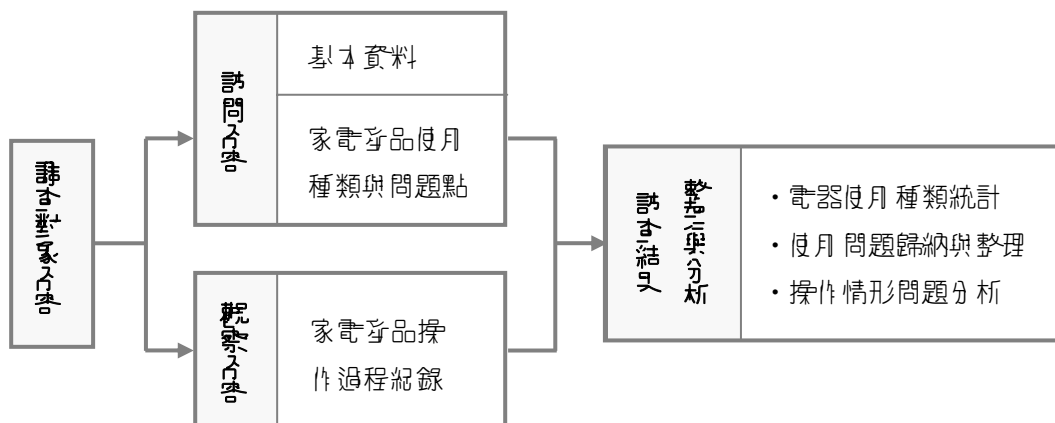 調查對象內容
訪問內容
基本資料
家電產品使用
種類與問題點
觀察內容
家電產品操
作過程紀錄
訪查結果
整理與分析
・電器使用種類統計
・使用問題歸納與整理
・操作情形問題分析